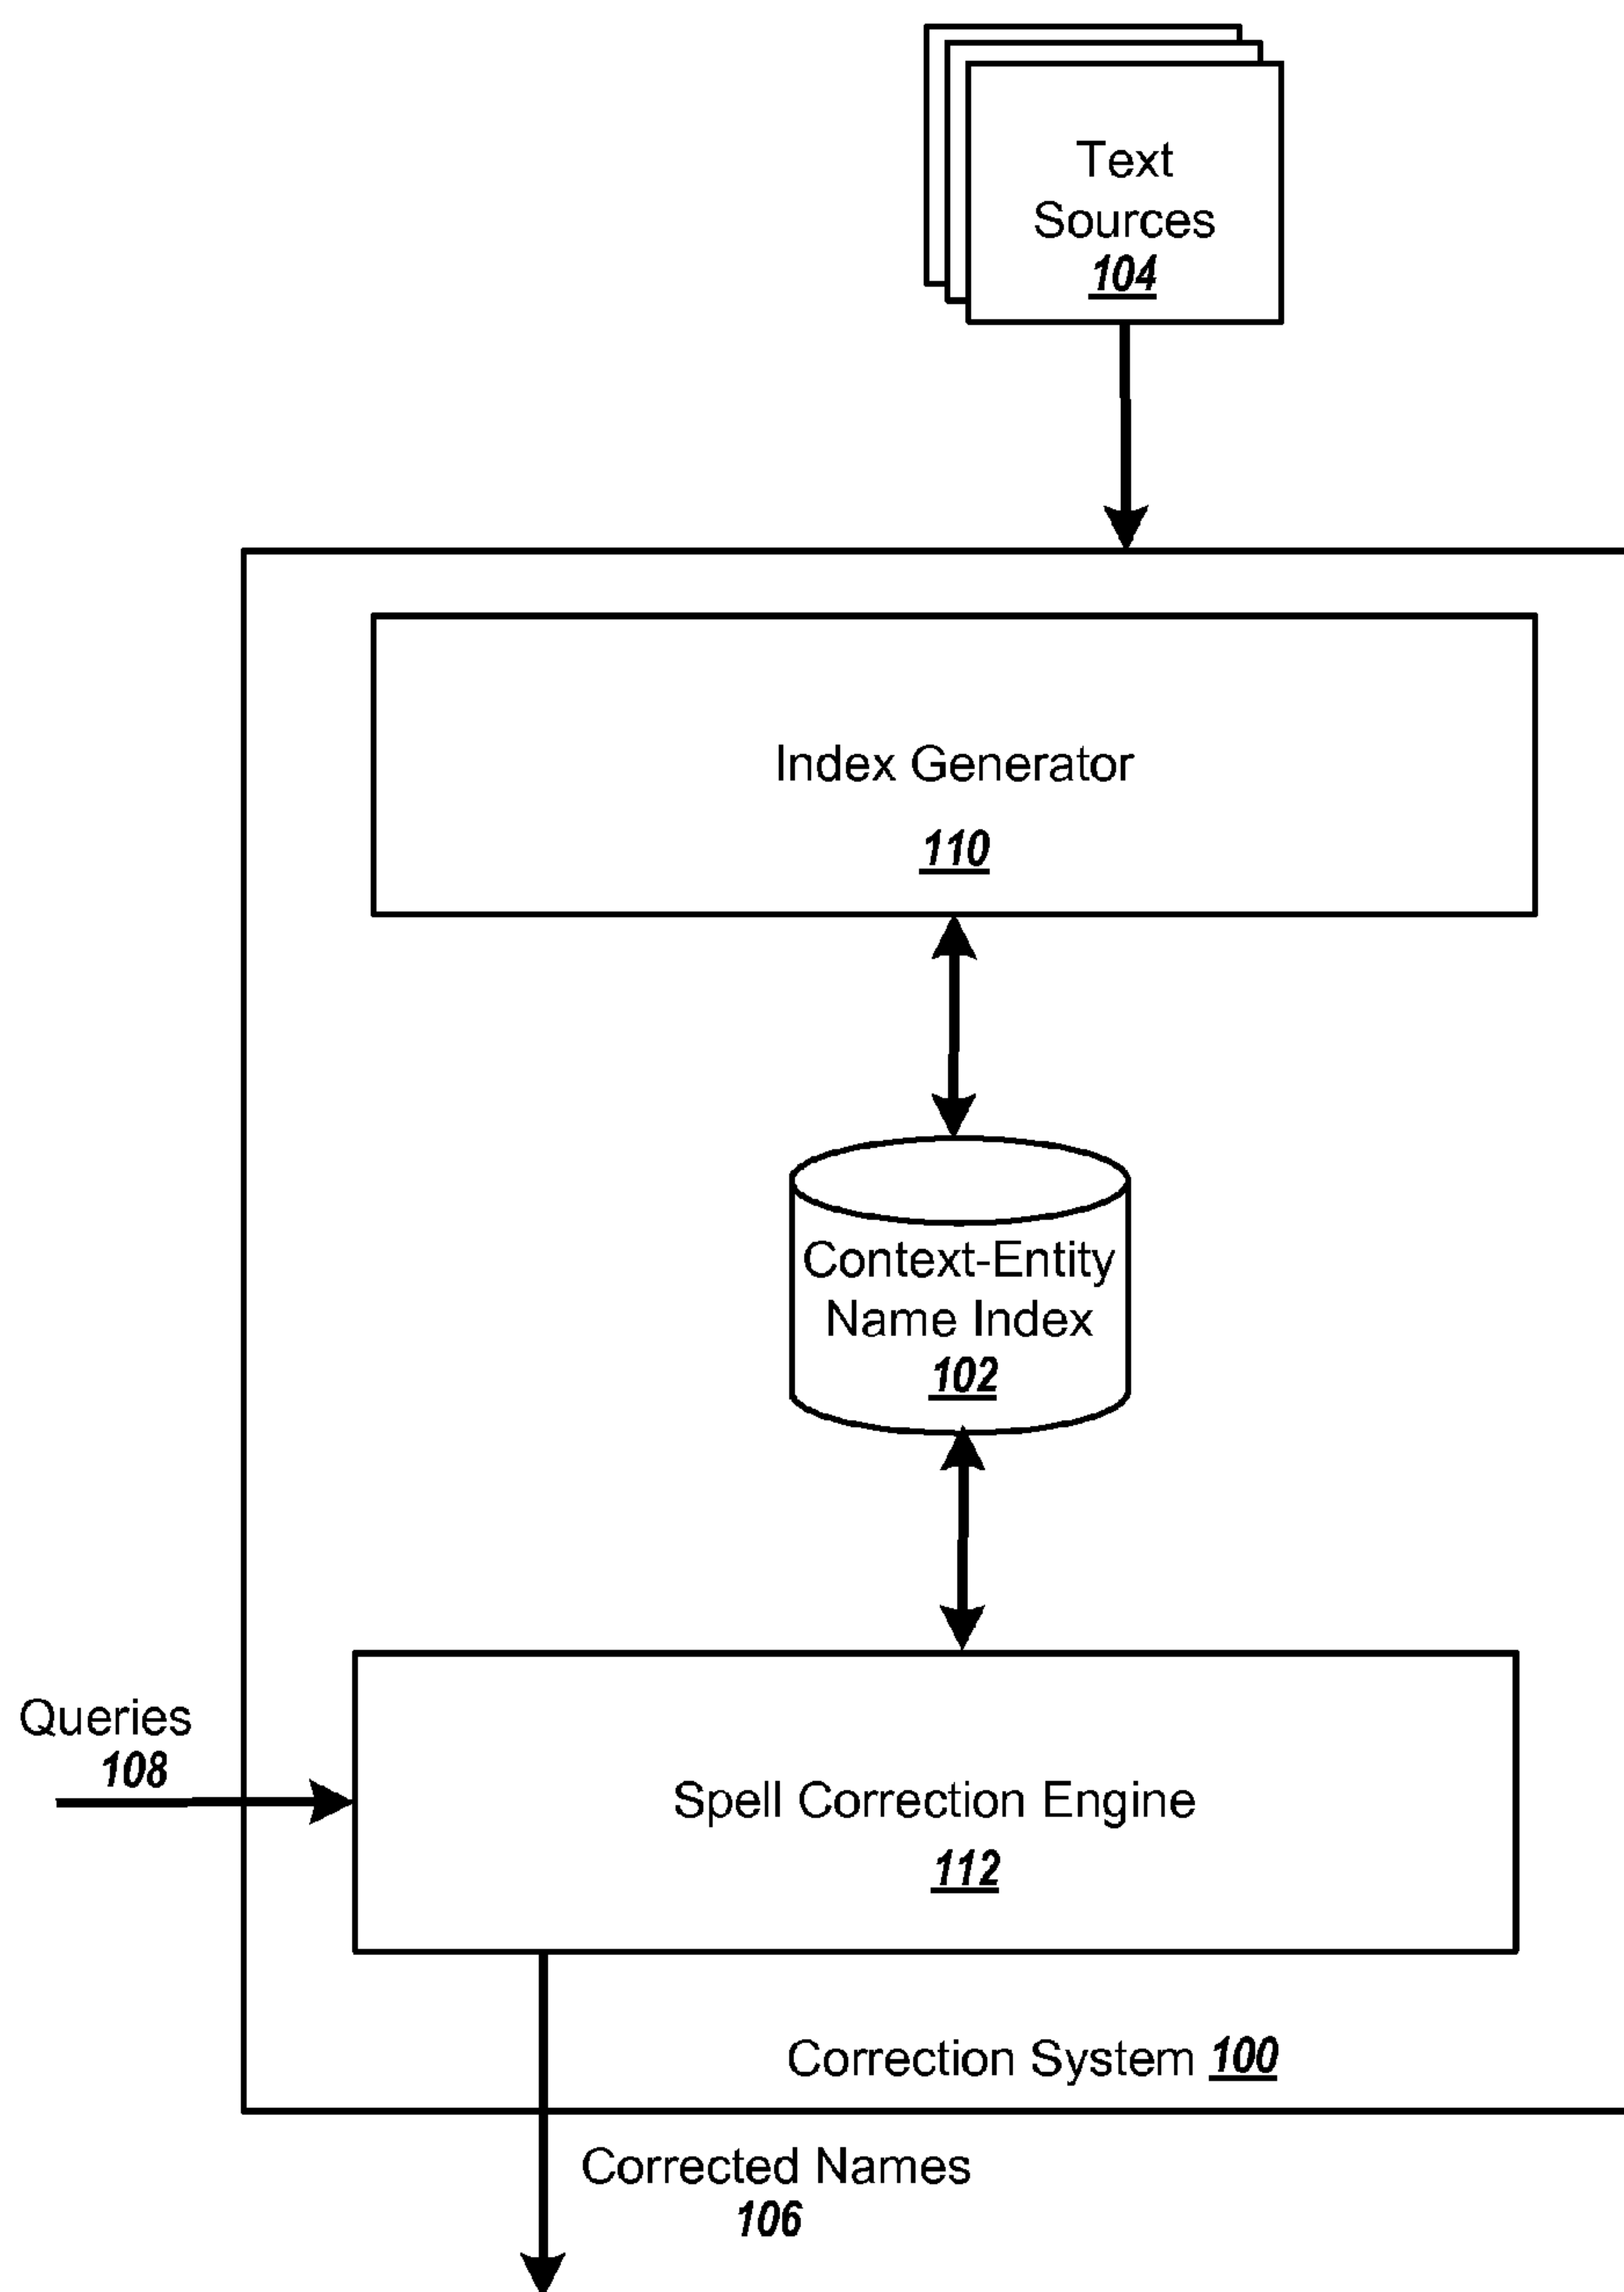 Text
Sources
104
Index Generator
110
Context-Entity
Name Index
102
Queries
108
Spell Correction Engine
112
Correction System 100
Corrected Names
106